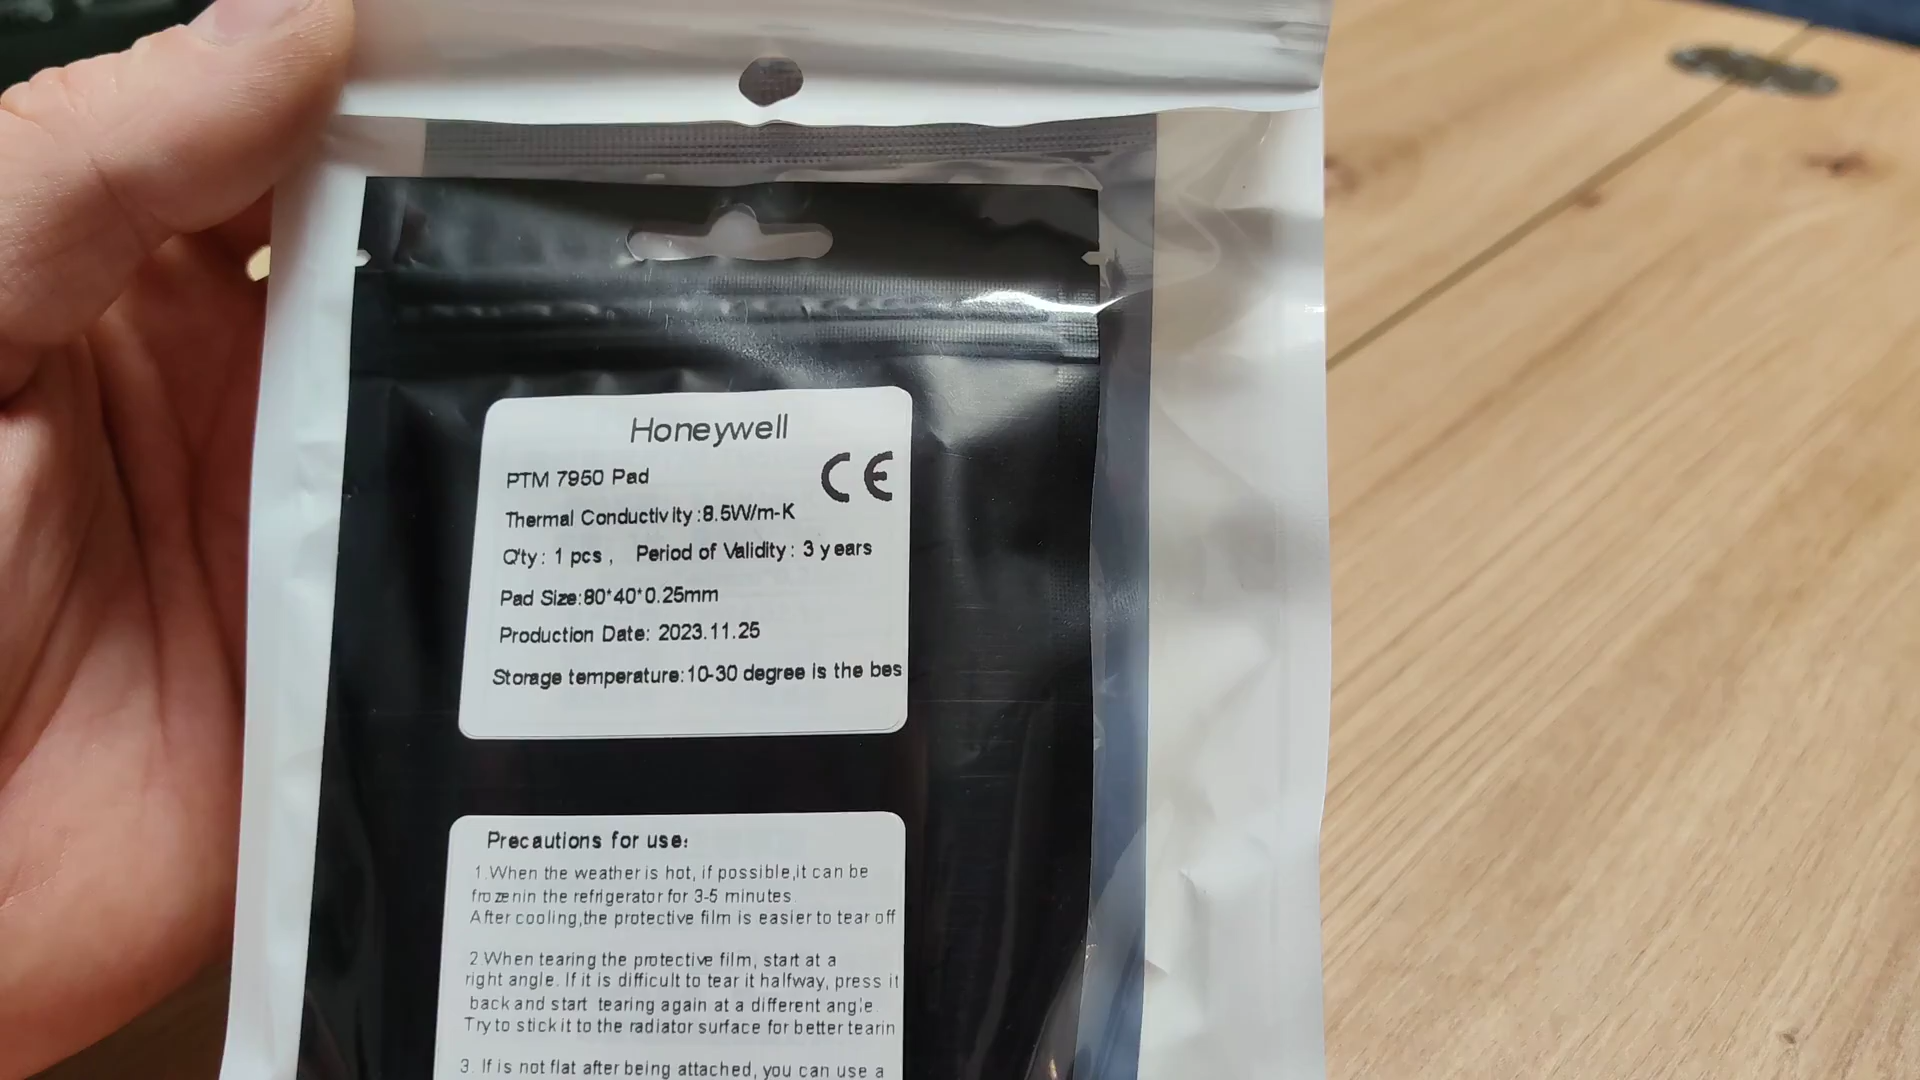 Honeywell
CE
PTM 7950 Pad
Thermal Conductivity:8.5W/m-K
Q'ty: 1 pcs, Period of Validity: 3 years
Pad Size:80*40*0.25mm
Production Date: 2023.11.25
Storage temperature:10-30 degree is the bes
Precautions for use:
1.When the weather is hot, if possible,it can be
frozenin the refrigerator for 3-5 minutes.
After cooling,the protective film is easier to tear off
2.When tearing the protective film, start at a
right angle. If it is difficult to tear it halfway, press it
back and start tearing again at a different angle.
Try to stick it to the radiator surface for better tearin
3. If is not flat after being attached, you can use a